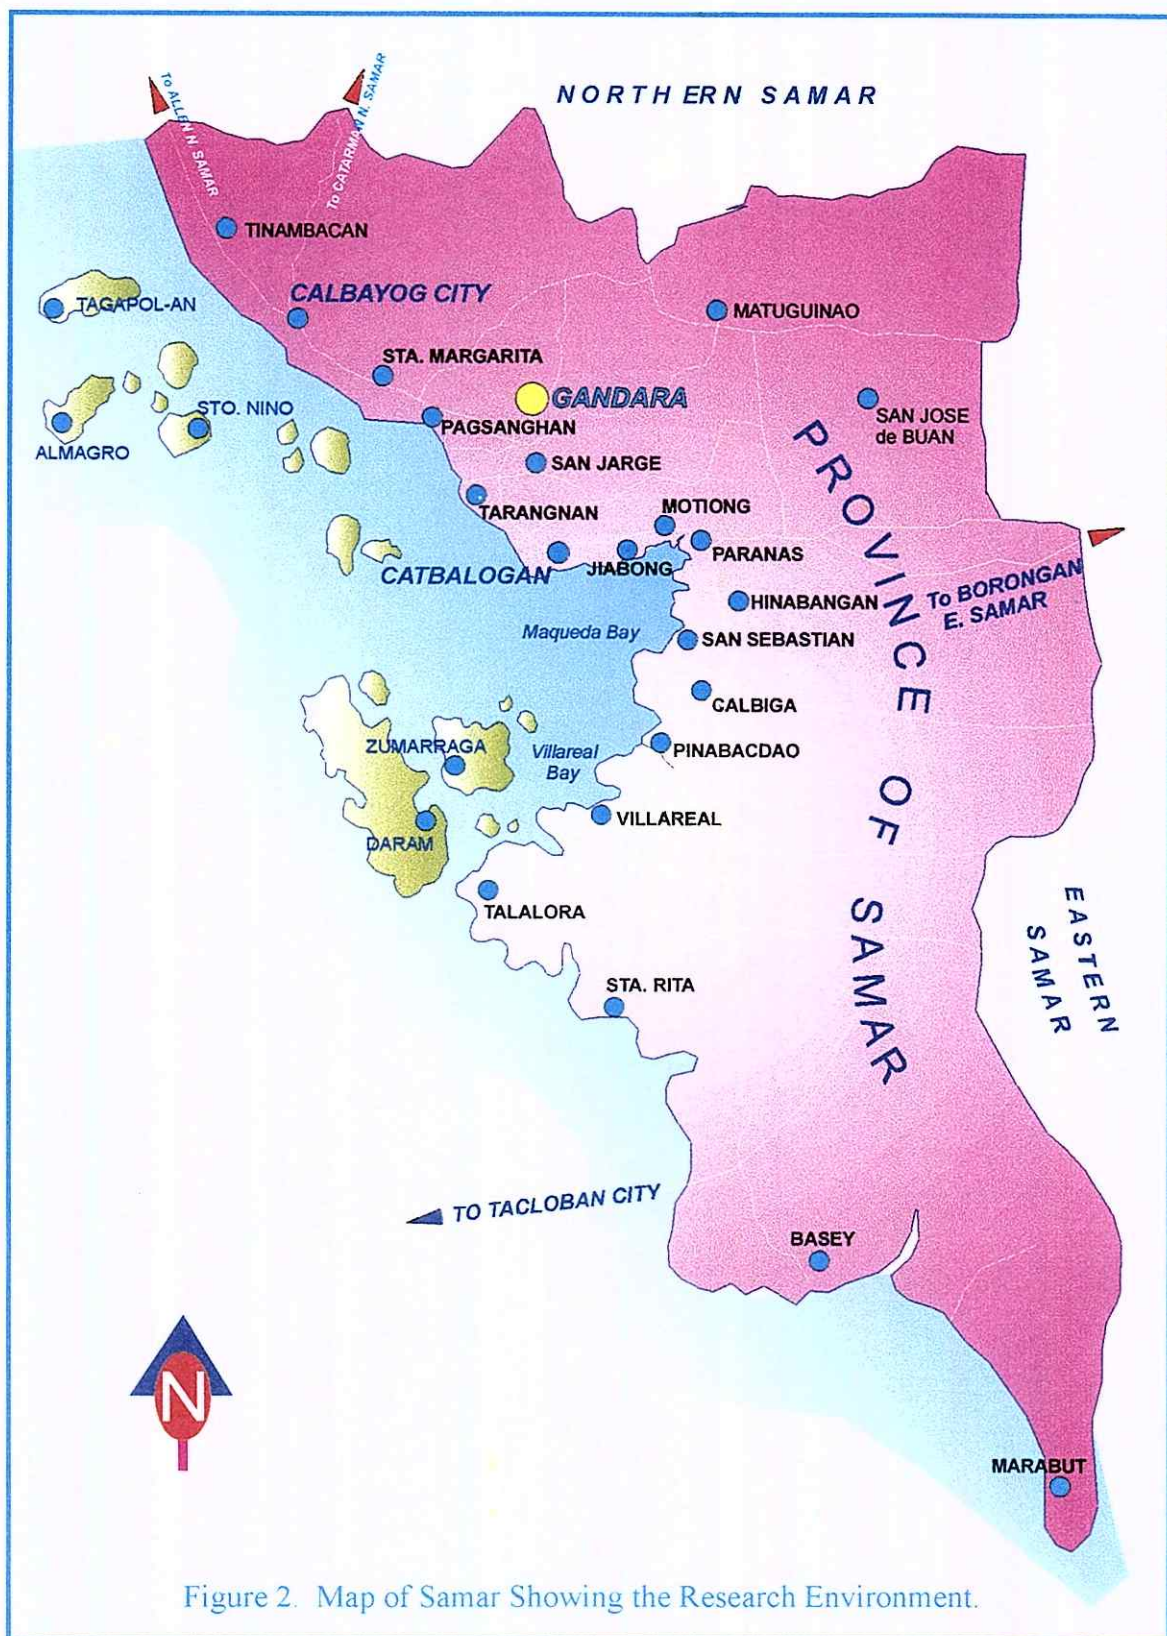 NORTHERN SAMAR
To ALLEN N. SAMAR
To CATARMAN N. SAMAR
TINAMBACAN
CALBAYOG CITY
TAGAPOL-AN
MATUGUINAO
STA. MARGARITA
GANDARA
STO. NINO
SAN JOSE
de BUAN
ALMAGRO
PAGSANGHAN
SAN JARGE
TARANGNAN
MOTIONG
PARANAS
CATBALOGAN
JIABONG
HINABANGAN
To BORONGAN
E. SAMAR
Maqueda Bay
SAN SEBASTIAN
CALBIGA
PROVINCE OF SAMAR
ZUMARRAGA
Villareal
Bay
PINABACDAO
VILLAREAL
DARAM
TALALORA
EASTERN
SAMAR
STA. RITA
TO TACLOBAN CITY
BASEY
N
MARABUT
Figure 2. Map of Samar Showing the Research Environment.